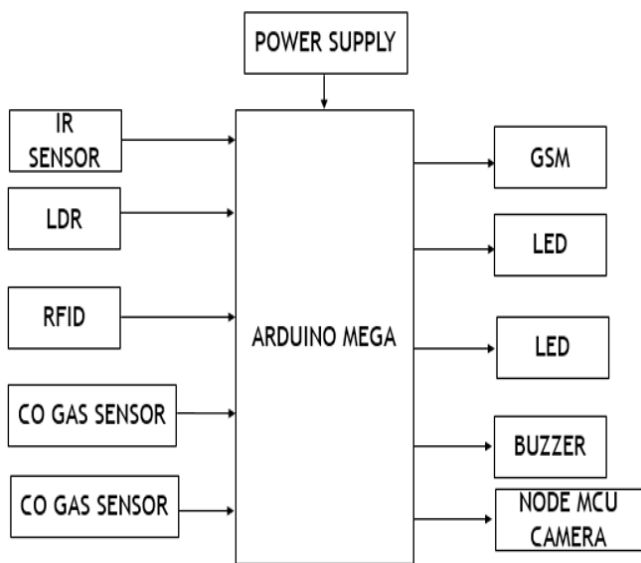 POWER SUPPLY
IR
SENSOR
LDR
RFID
CO GAS SENSOR
CO GAS SENSOR
ARDUINO MEGA
GSM
LED
LED
BUZZER
NODE MCU
CAMERA